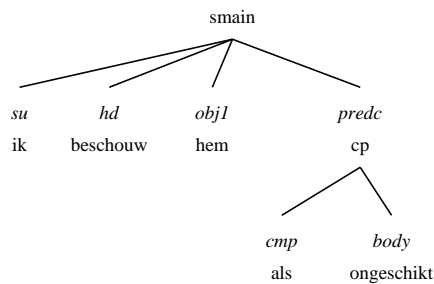 smain
su hd obj1 predc
ik beschouw hem cp
cmp body
als ongeschikt